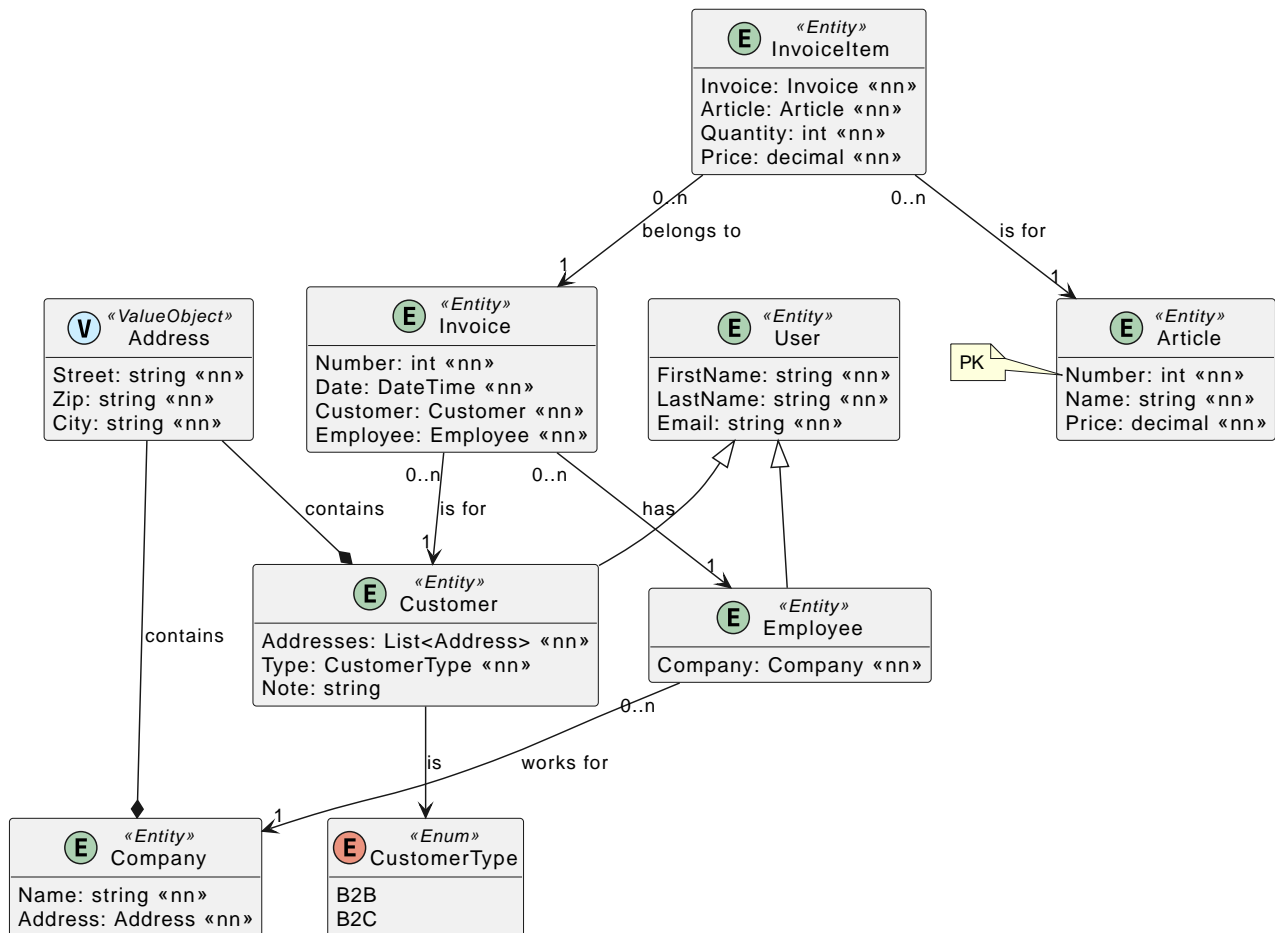 E
«Entity»
InvoiceItem
Invoice: Invoice «nn»
Article: Article «nn»
Quantity: int «nn»
Price: decimal «nn»
0..n
0..n
belongs to
is for
1
1
V
«ValueObject»
Address
Street: string «nn»
Zip: string «nn»
City: string «nn»
E
«Entity»
Invoice
Number: int «nn»
Date: DateTime «nn»
Customer: Customer «nn»
Employee: Employee «nn»
E
«Entity»
User
FirstName: string «nn»
LastName: string «nn»
Email: string «nn»
PK
E
«Entity»
Article
Number: int «nn»
Name: string «nn»
Price: decimal «nn»
0..n
0..n
contains
is for
has
1
1
E
«Entity»
Customer
Addresses: List<Address> «nn»
Type: CustomerType «nn»
Note: string
E
«Entity»
Employee
Company: Company «nn»
contains
0..n
is
works for
1
E
«Entity»
Company
Name: string «nn»
Address: Address «nn»
E
«Enum»
CustomerType
B2B
B2C